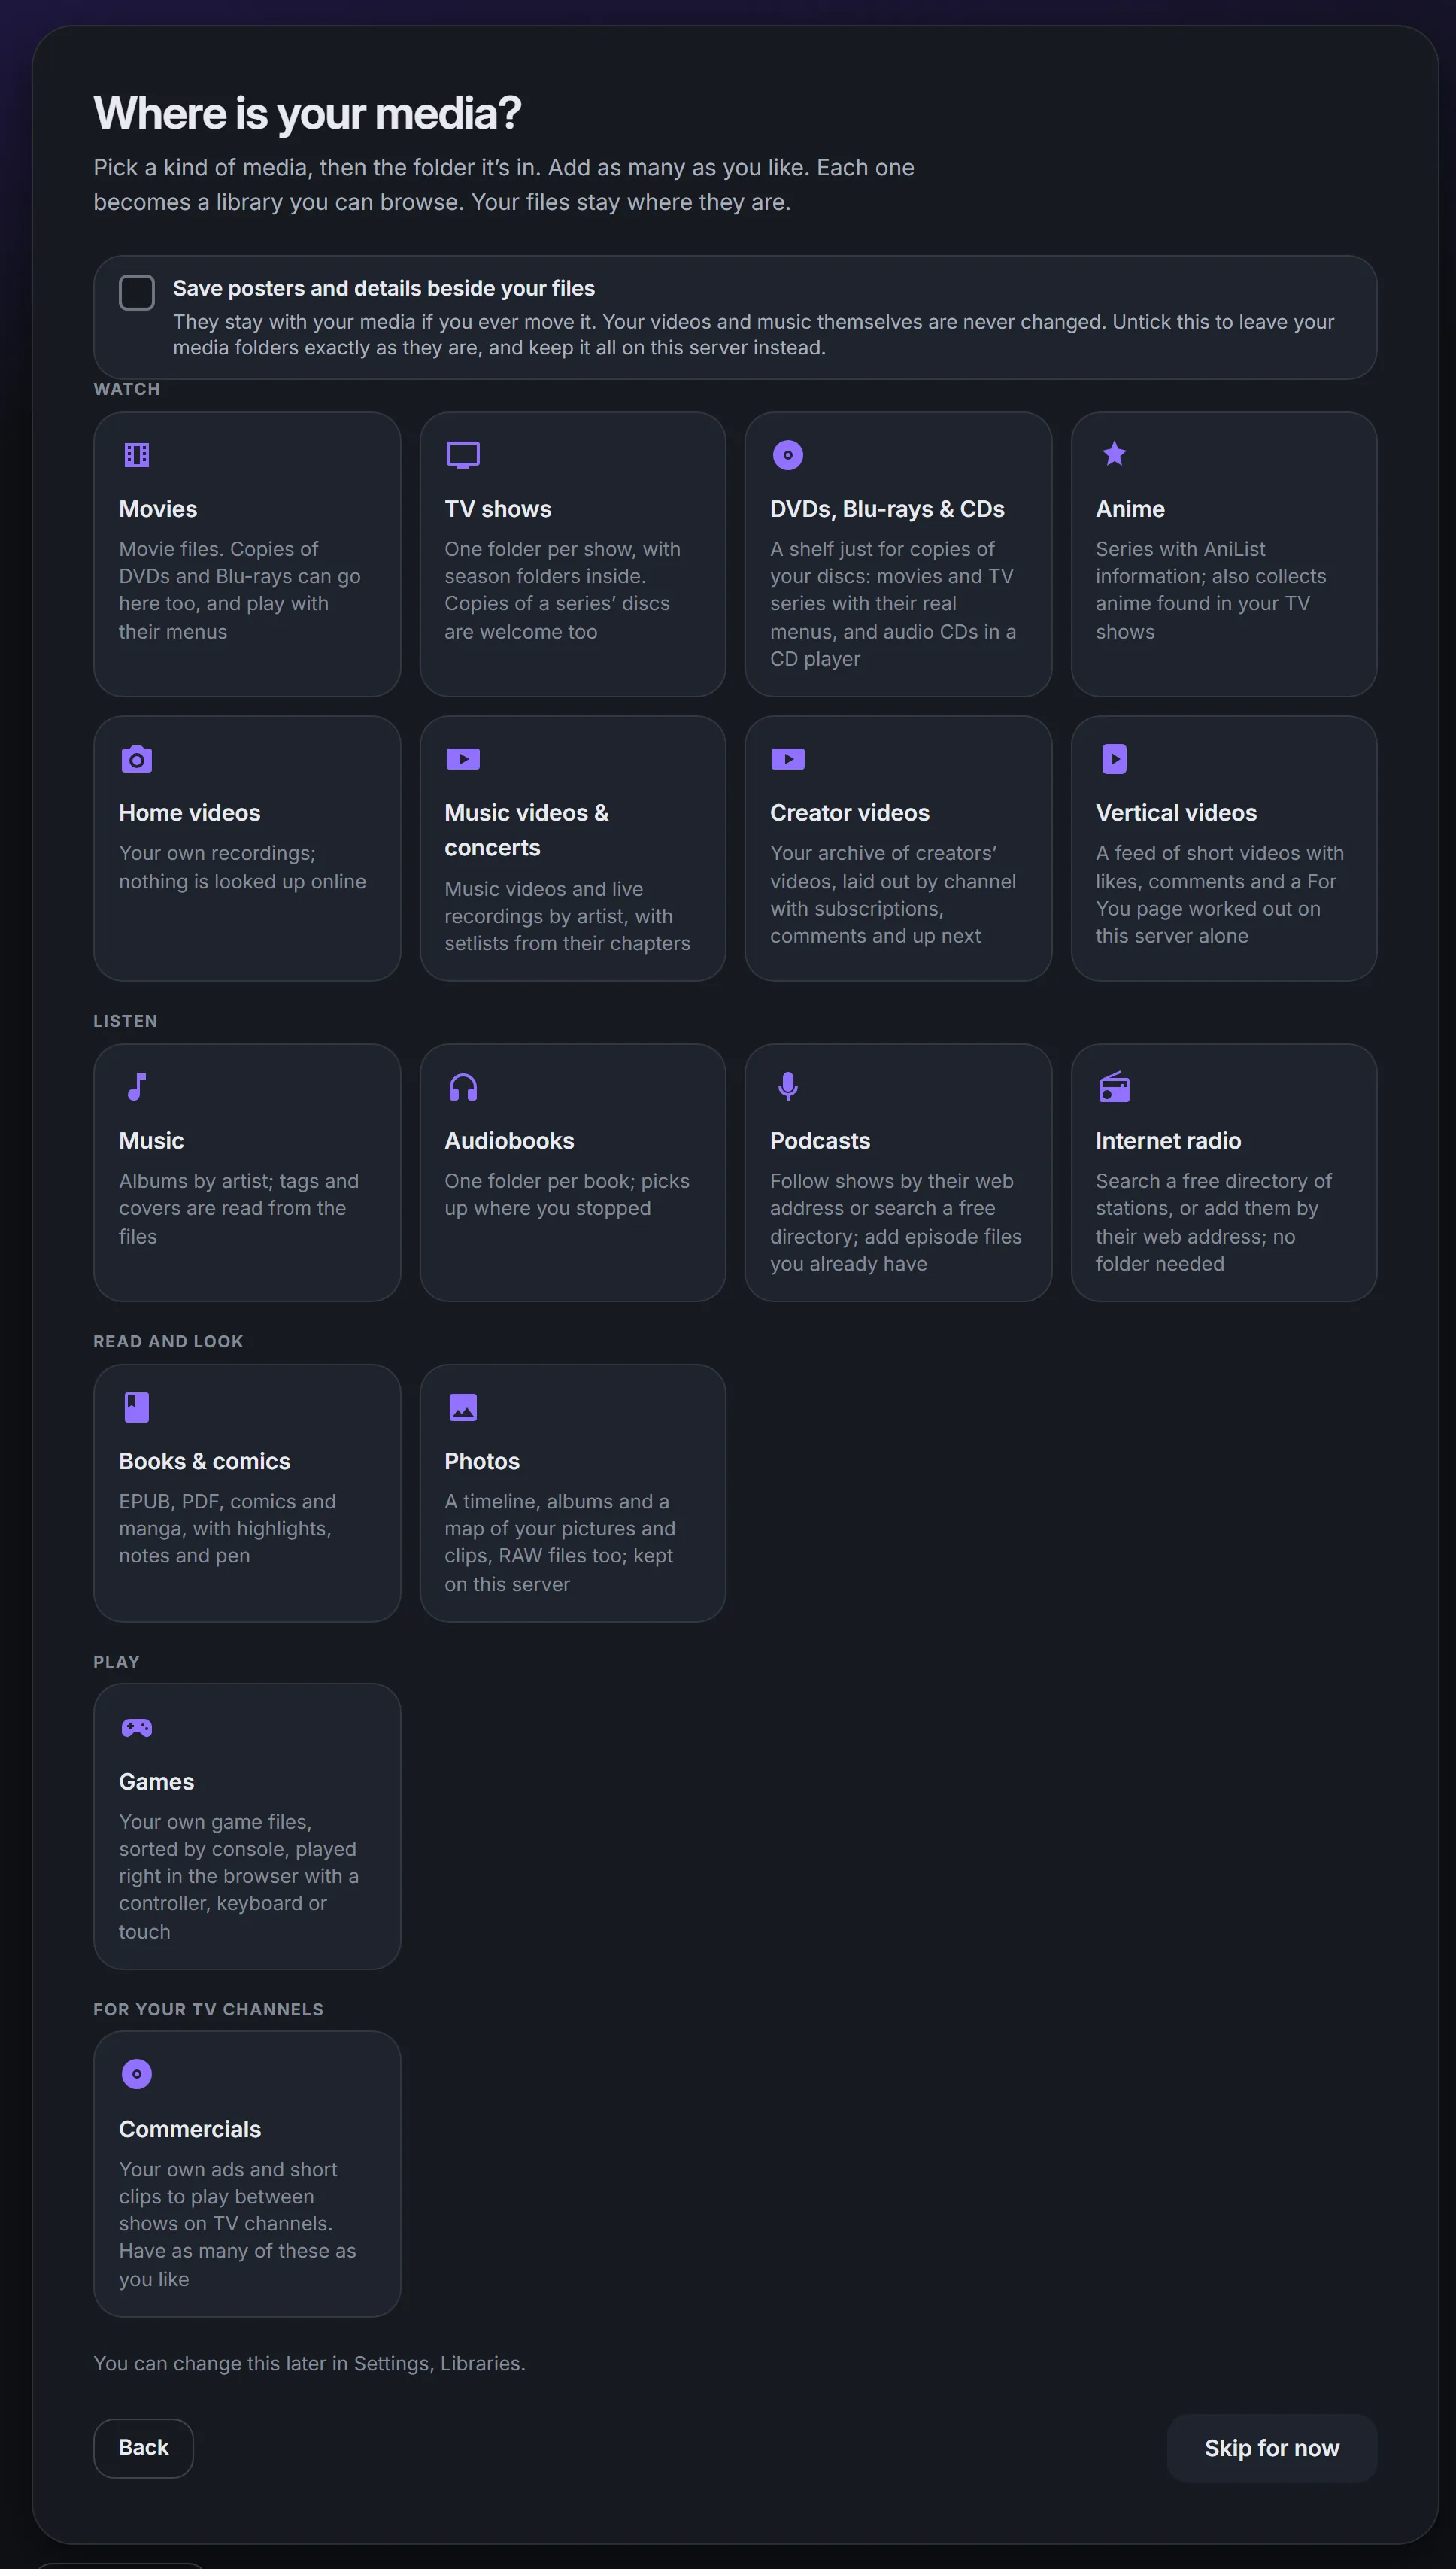 Where is your media?
Pick a kind of media, then the folder it’s in. Add as many as you like. Each one
becomes a library you can browse. Your files stay where they are.
Save posters and details beside your files
They stay with your media if you ever move it. Your videos and music themselves are never changed. Untick this to leave your
media folders exactly as they are, and keep it all on this server instead.
WATCH
Movies
Movie files. Copies of
DVDs and Blu-rays can go
here too, and play with
their menus
TV shows
One folder per show, with
season folders inside.
Copies of a series’ discs
are welcome too
DVDs, Blu-rays & CDs
A shelf just for copies of
your discs: movies and TV
series with their real
menus, and audio CDs in a
CD player
Anime
Series with AniList
information; also collects
anime found in your TV
shows
Home videos
Your own recordings;
nothing is looked up online
Music videos &
concerts
Music videos and live
recordings by artist, with
setlists from their chapters
Creator videos
Your archive of creators’
videos, laid out by channel
with subscriptions,
comments and up next
Vertical videos
A feed of short videos with
likes, comments and a For
You page worked out on
this server alone
LISTEN
Music
Albums by artist; tags and
covers are read from the
files
Audiobooks
One folder per book; picks
up where you stopped
Podcasts
Follow shows by their web
address or search a free
directory; add episode files
you already have
Internet radio
Search a free directory of
stations, or add them by
their web address; no
folder needed
READ AND LOOK
Books & comics
EPUB, PDF, comics and
manga, with highlights,
notes and pen
Photos
A timeline, albums and a
map of your pictures and
clips, RAW files too; kept
on this server
PLAY
Games
Your own game files,
sorted by console, played
right in the browser with a
controller, keyboard or
touch
FOR YOUR TV CHANNELS
Commercials
Your own ads and short
clips to play between
shows on TV channels.
Have as many of these as
you like
You can change this later in Settings, Libraries.
Back
Skip for now